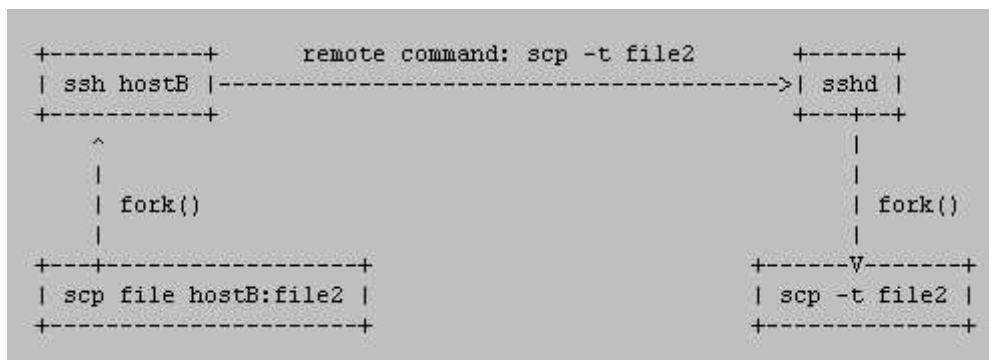 +-----------+       remote command: scp -t file2       +------+
| ssh hostB |----------------------------------------->| sshd |
+-----------+                                          +---+--+
     ^                                                     |
     |                                                     |
     | fork()                                              | fork()
     |                                                     |
+---+-------------------+                           +------V-------+
| scp file hostB:file2 |                            | scp -t file2 |
+----------------------+                            +--------------+